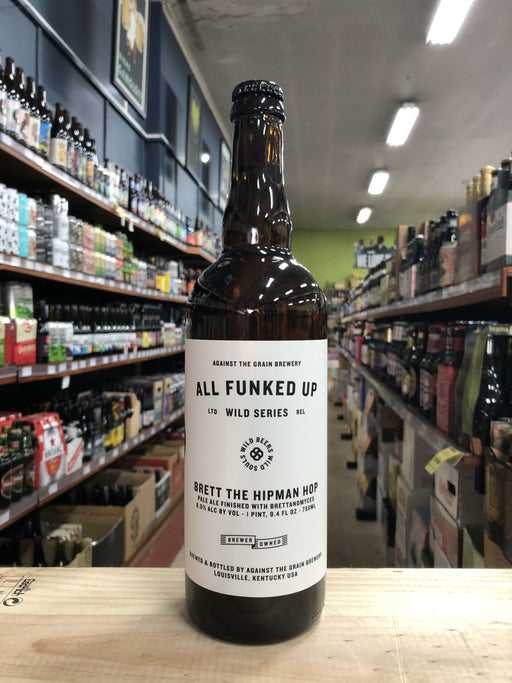 AGAINST THE GRAIN BREWERY
ALL FUNKED UP
LTD WILD SERIES REL
WILD BEERS WILD SOULS
BRETT THE HIPMAN HOP
PALE ALE FINISHED WITH BRETTANOMYCES
6.0% ALC BY VOL - 1 PINT, 9.4 FL OZ - 750ML
BREWER OWNED
BREWED & BOTTLED BY AGAINST THE GRAIN BREWERY
LOUISVILLE, KENTUCKY USA